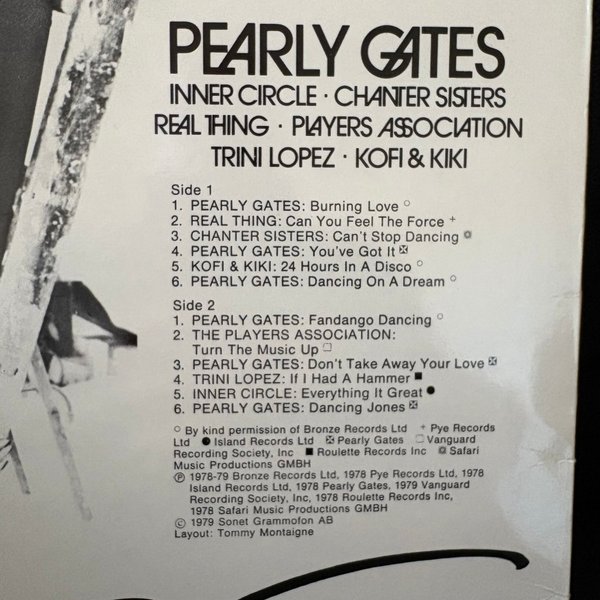 PEARLY GATES
INNER CIRCLE · CHANTER SISTERS
REAL THING · PLAYERS ASSOCIATION
TRINI LOPEZ · KOFI & KIKI
Side 1
1. PEARLY GATES: Burning Love ○
2. REAL THING: Can You Feel The Force +
3. CHANTER SISTERS: Can't Stop Dancing ❂
4. PEARLY GATES: You've Got It ⊠
5. KOFI & KIKI: 24 Hours In A Disco ○
6. PEARLY GATES: Dancing On A Dream ○
Side 2
1. PEARLY GATES: Fandango Dancing ○
2. THE PLAYERS ASSOCIATION:
Turn The Music Up □
3. PEARLY GATES: Don't Take Away Your Love ⊠
4. TRINI LOPEZ: If I Had A Hammer ■
5. INNER CIRCLE: Everything It Great ●
6. PEARLY GATES: Dancing Jones ⊠
○ By kind permission of Bronze Records Ltd + Pye Records
Ltd ● Island Records Ltd ⊠ Pearly Gates □ Vanguard
Recording Society, Inc ■ Roulette Records Inc ❂ Safari
Music Productions GMBH
℗ 1978-79 Bronze Records Ltd, 1978 Pye Records Ltd, 1978
Island Records Ltd, 1978 Pearly Gates, 1979 Vanguard
Recording Society, Inc, 1978 Roulette Records Inc,
1978 Safari Music Productions GMBH
© 1979 Sonet Grammofon AB
Layout: Tommy Montaigne